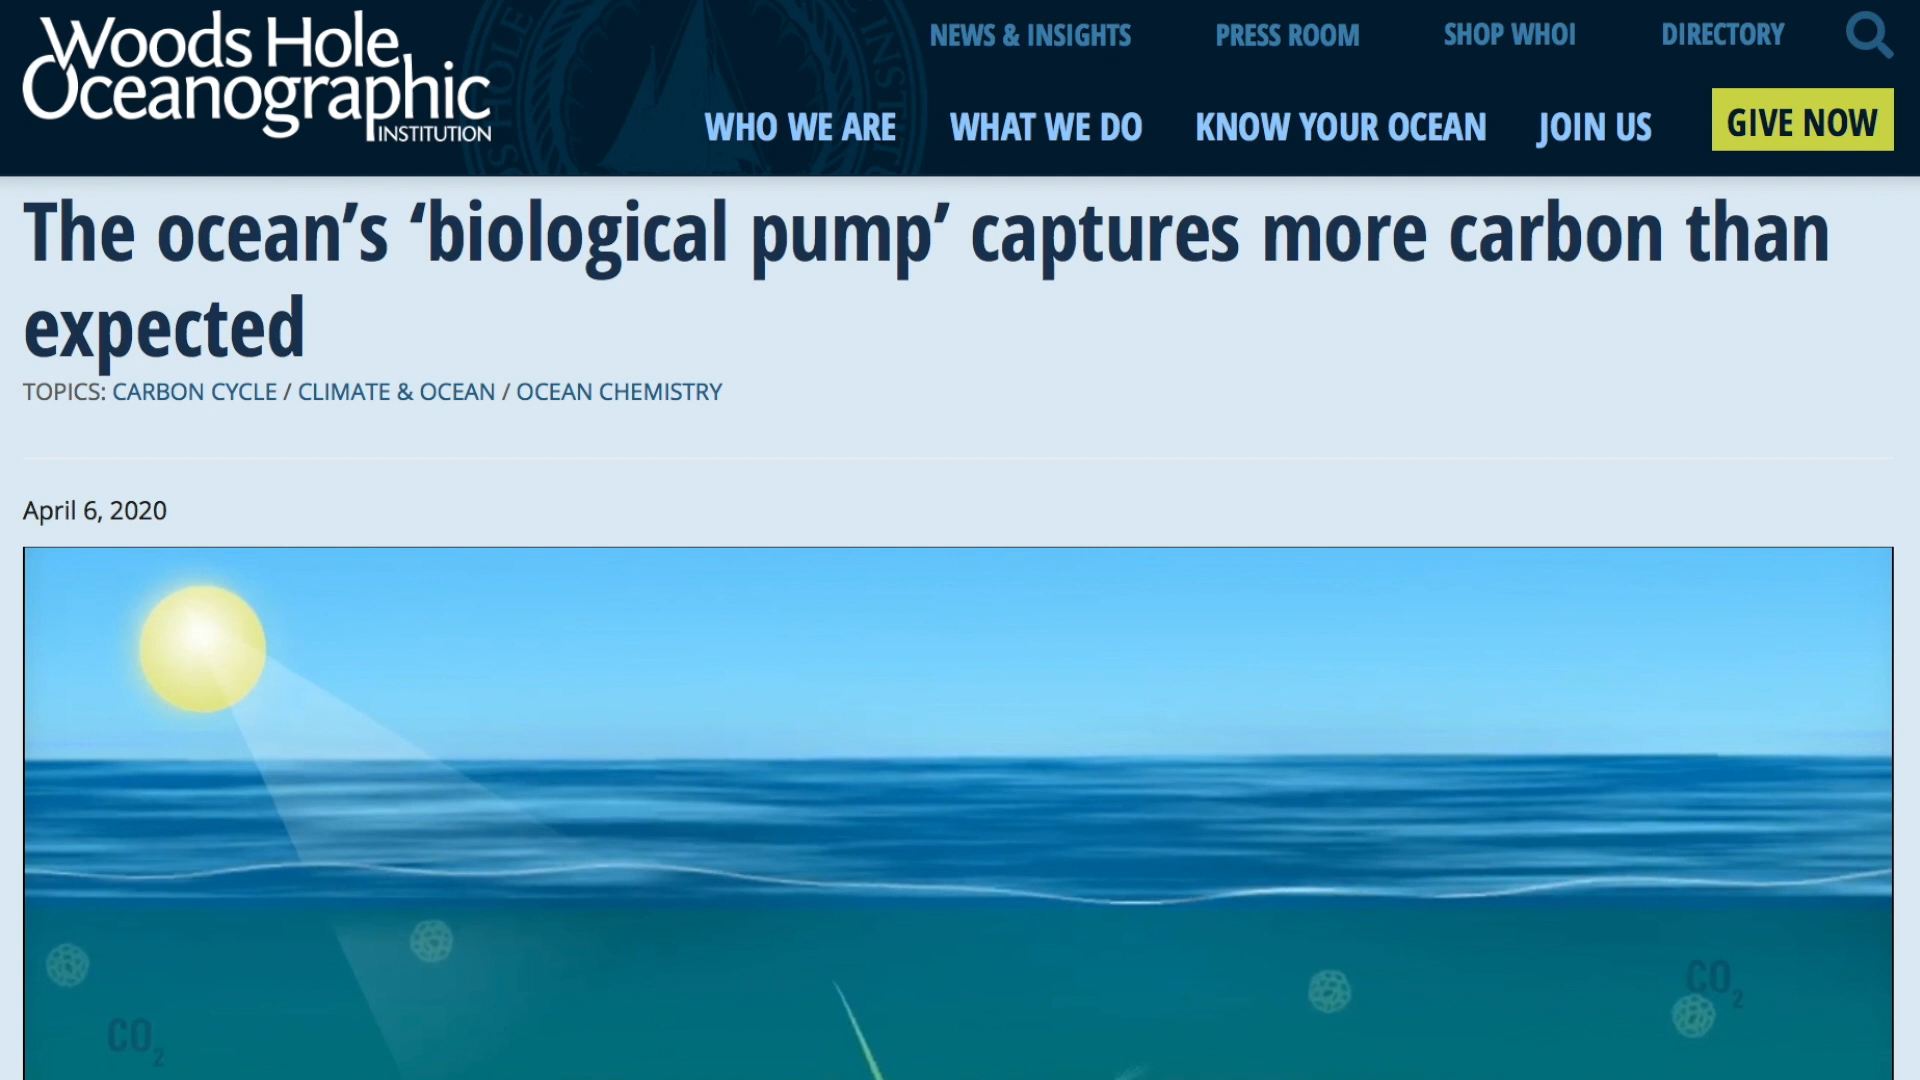 Woods Hole
Oceanographic
INSTITUTION
NEWS & INSIGHTS PRESS ROOM SHOP WHOI DIRECTORY
WHO WE ARE WHAT WE DO KNOW YOUR OCEAN JOIN US GIVE NOW
The ocean’s ‘biological pump’ captures more carbon than
expected
TOPICS: CARBON CYCLE / CLIMATE & OCEAN / OCEAN CHEMISTRY
April 6, 2020
CO2
CO2